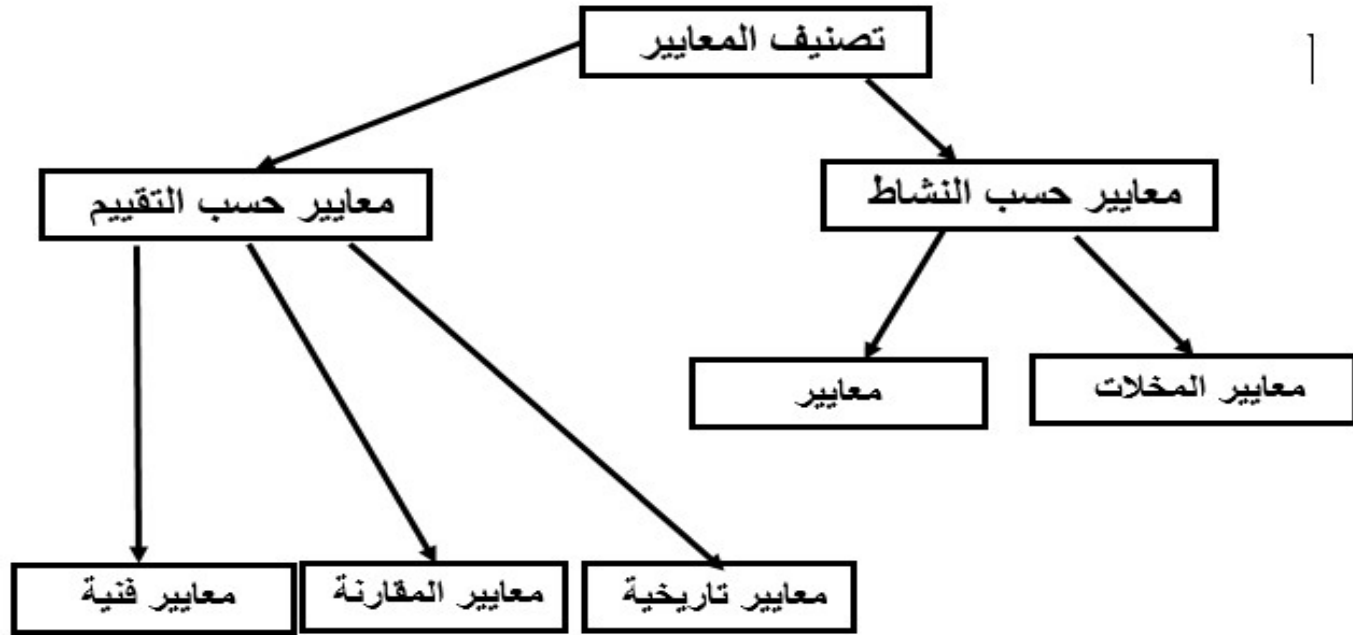 تصنيف المعايير
معايير حسب النشاط
معايير حسب التقييم
معايير المخلات
معايير
معايير تاريخية
معايير المقارنة
معايير فنية